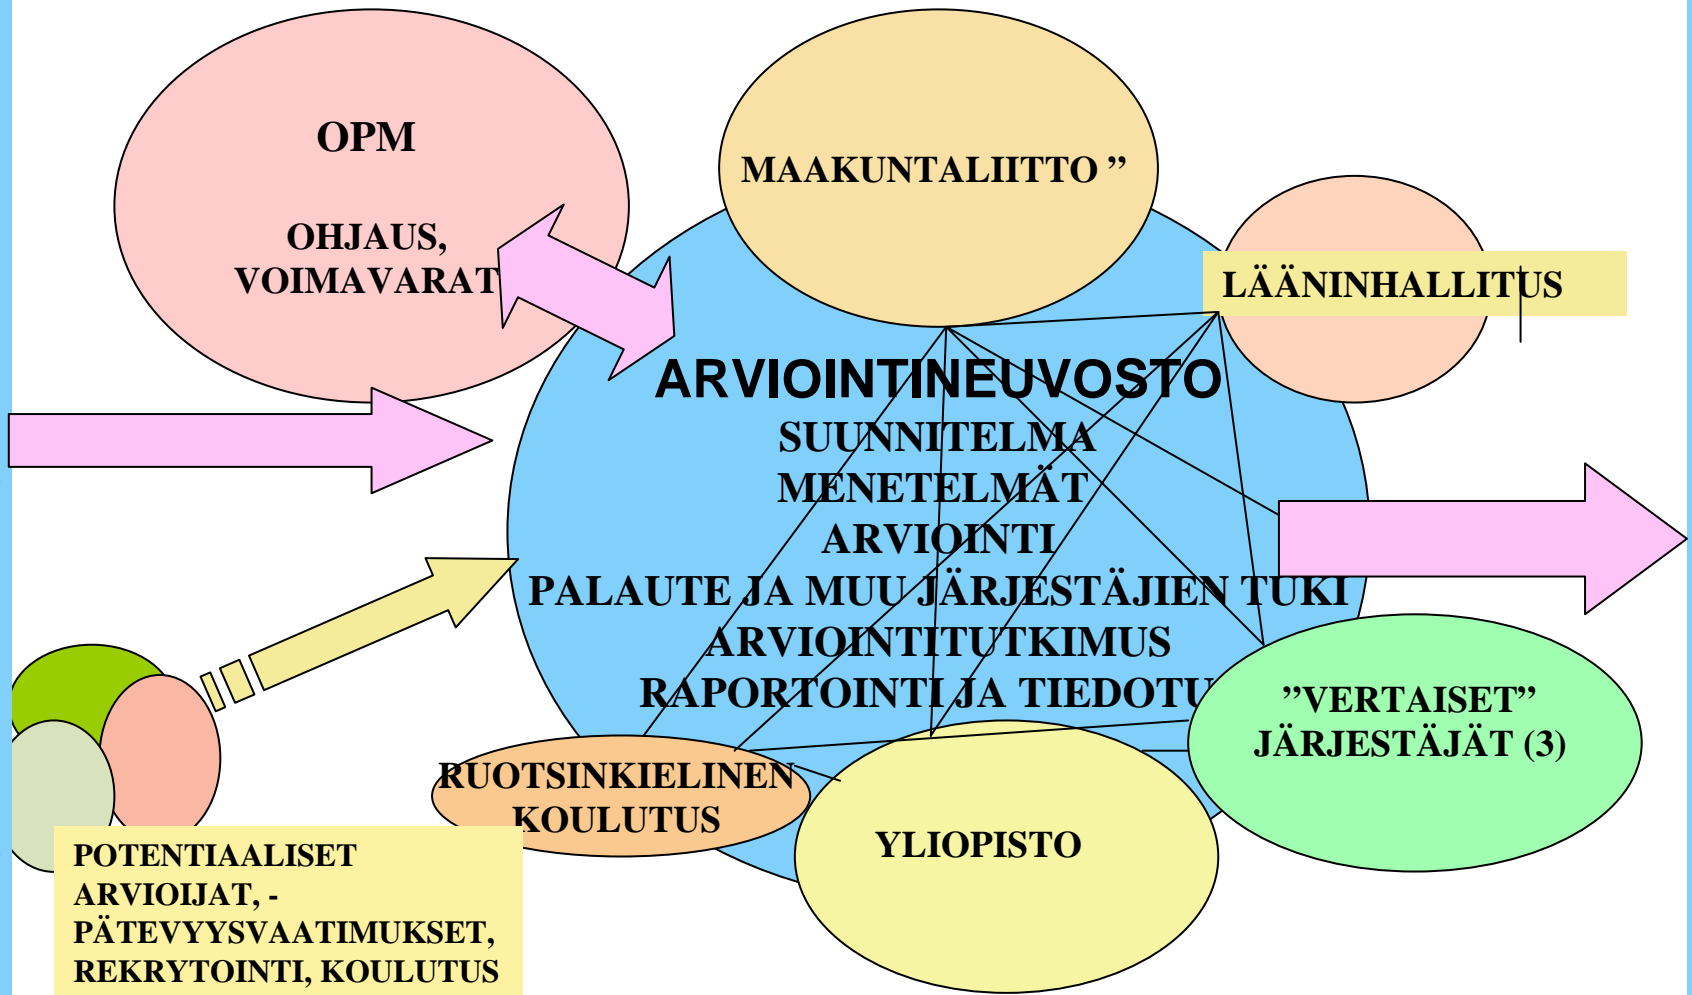 OPM
OHJAUS,
VOIMAVARAT
MAAKUNTALIITTO ”
LÄÄNINHALLITUS
ARVIOINTINEUVOSTO
SUUNNITELMA
MENETELMÄT
ARVIOINTI
PALAUTE JA MUU JÄRJESTÄJIEN TUKI
ARVIOINTITUTKIMUS
RAPORTOINTI JA TIEDOTU
”VERTAISET”
JÄRJESTÄJÄT (3)
RUOTSINKIELINEN
KOULUTUS
YLIOPISTO
POTENTIAALISET
ARVIOIJAT, -
PÄTEVYYSVAATIMUKSET,
REKRYTOINTI, KOULUTUS